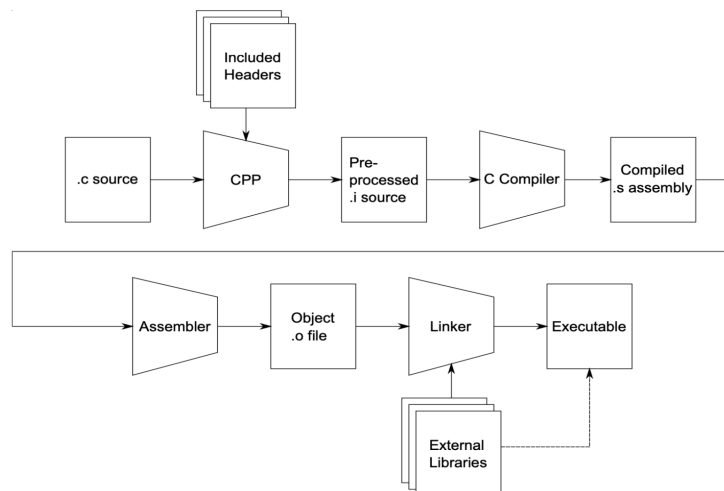 Included
Headers
.c source
CPP
Pre-
processed
.i source
C Compiler
Compiled
.s assembly
Assembler
Object
.o file
Linker
Executable
External
Libraries